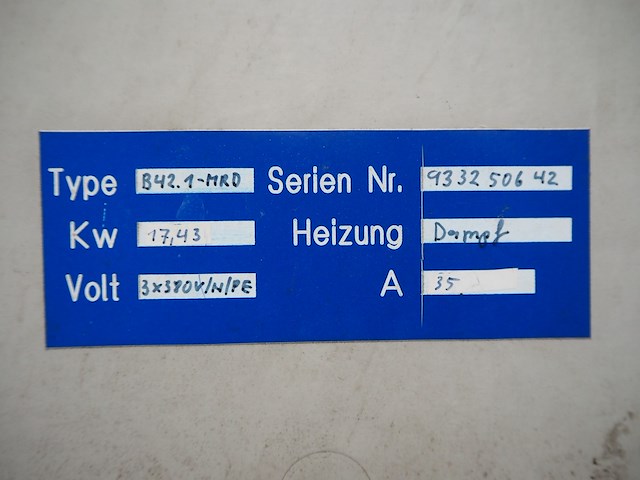 Type B42.1-MRD Serien Nr. 9332 506 42
Kw 17,43 Heizung Dampf
Volt 3x380V/N/PE A 35